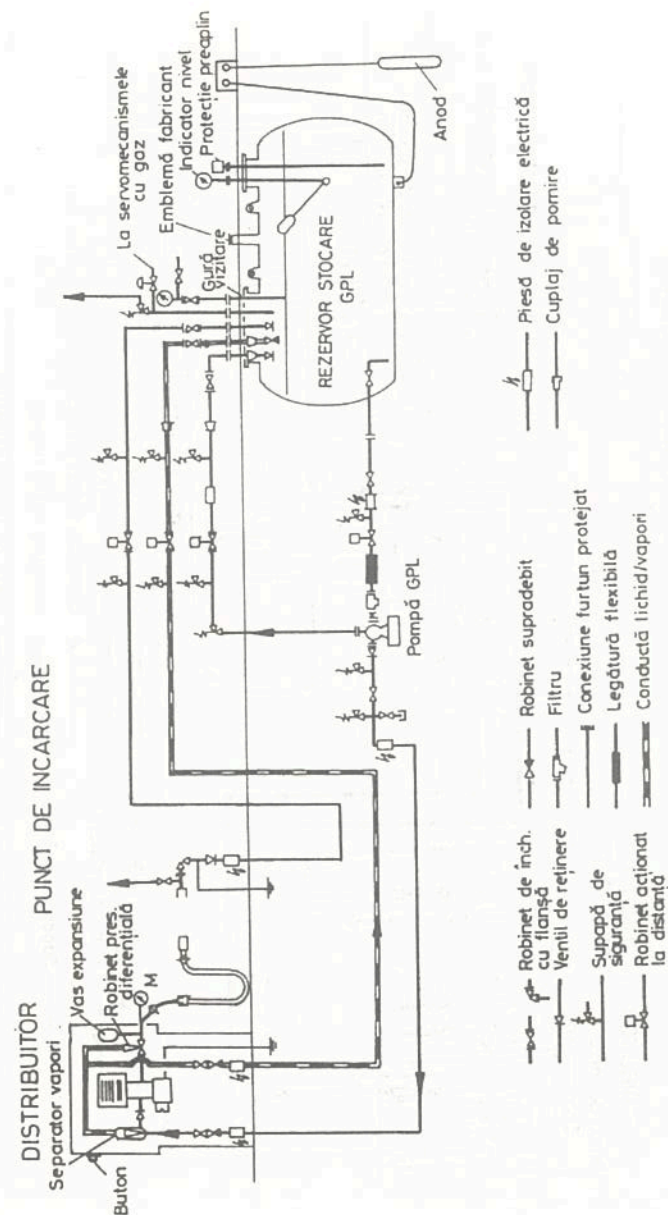 DISTRIBUITOR
PUNCT DE INCARCARE
Separator vapori
Vas expansiune
Robinet pres.
diferențială
M
Buton
La servomecanismele
cu gaz
Emblemă fabricant
Indicator nivel
Protecție preaplin
Gură
vizitare
REZERVOR STOCARE
GPL
Anod
Pompă GPL
Robinet de înch.
cu flanșă
Ventil de reținere
Supapă de
siguranță
Robinet acționat
la distanță
Robinet supradebit
Filtru
Conexiune furtun protejat
Legătură flexibilă
Conductă lichid/vapori
Piesă de izolare electrică
Cuplaj de pornire